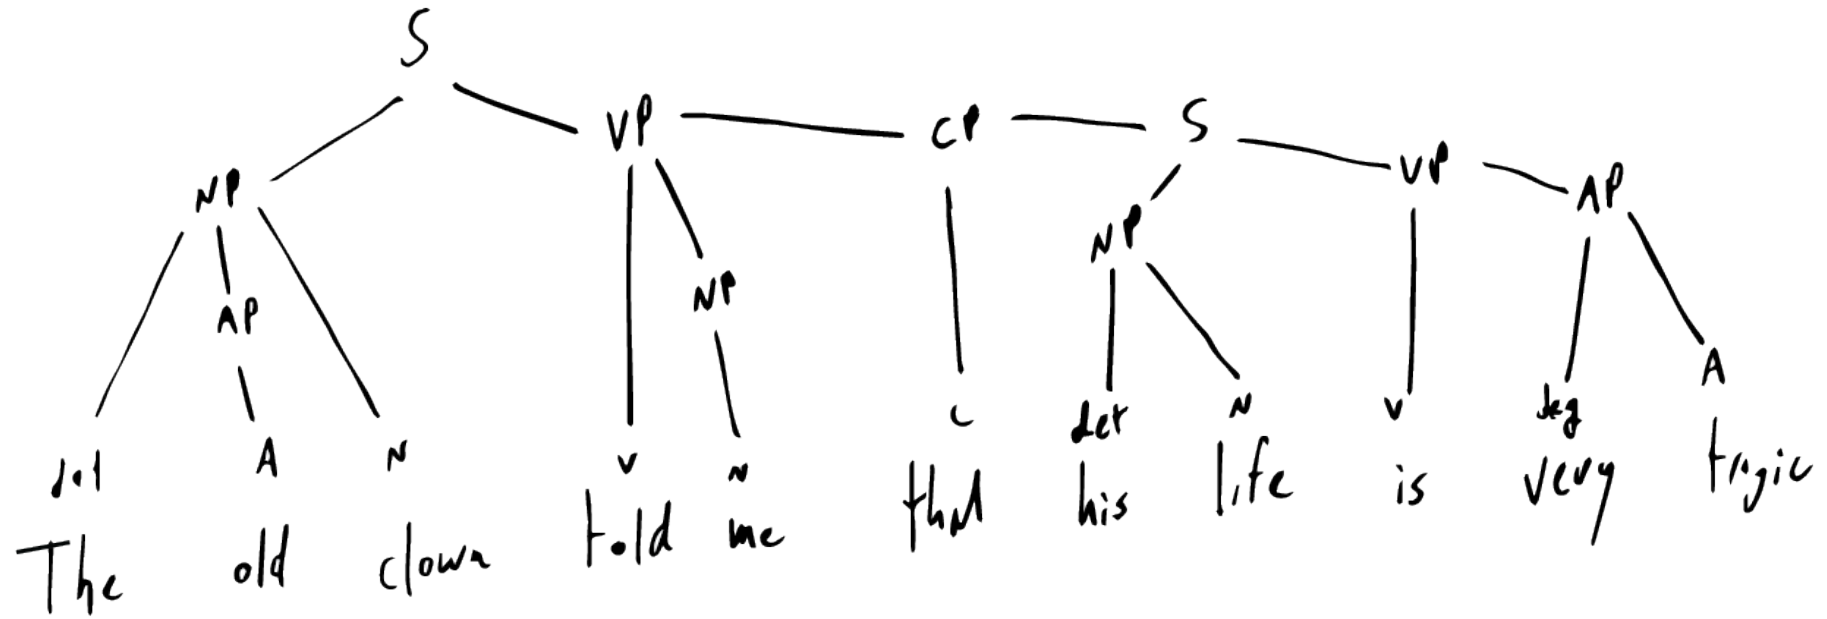 S
VP CP S
NP VP AP
NP
AP NP
det A N V N C det N V deg A
The old clown told me that his life is very tragic